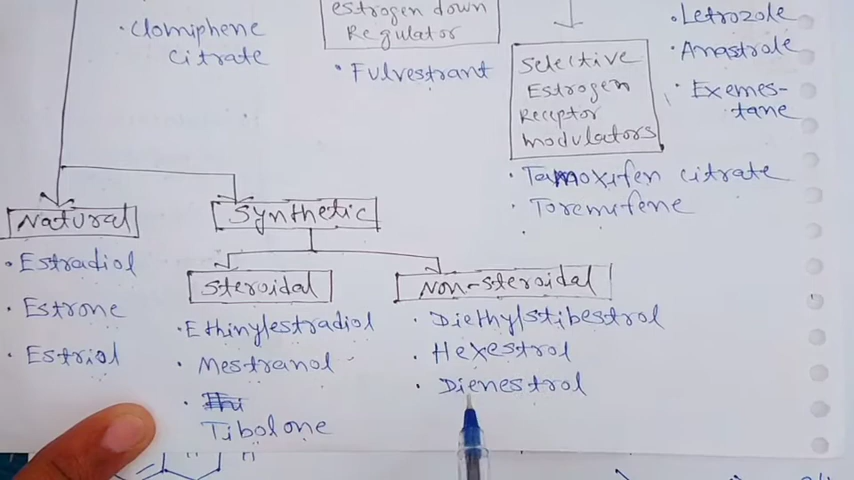 • Clomiphene
citrate
estrogen down
Regulator
• Fulvestrant
Selective
Estrogen
Receptor
modulators
• Tamoxifen citrate
• Toremifene
•
• Letrozole
• Anastrole
• Exemes-
tane
Natural
• Estradiol
• Estrone
• Estriol
Synthetic
Steroidal
• Ethinylestradiol
• Mestranol
•
Tibolone
Non-steroidal
• Diethylstibestrol
• Hexestrol
• Dienestrol